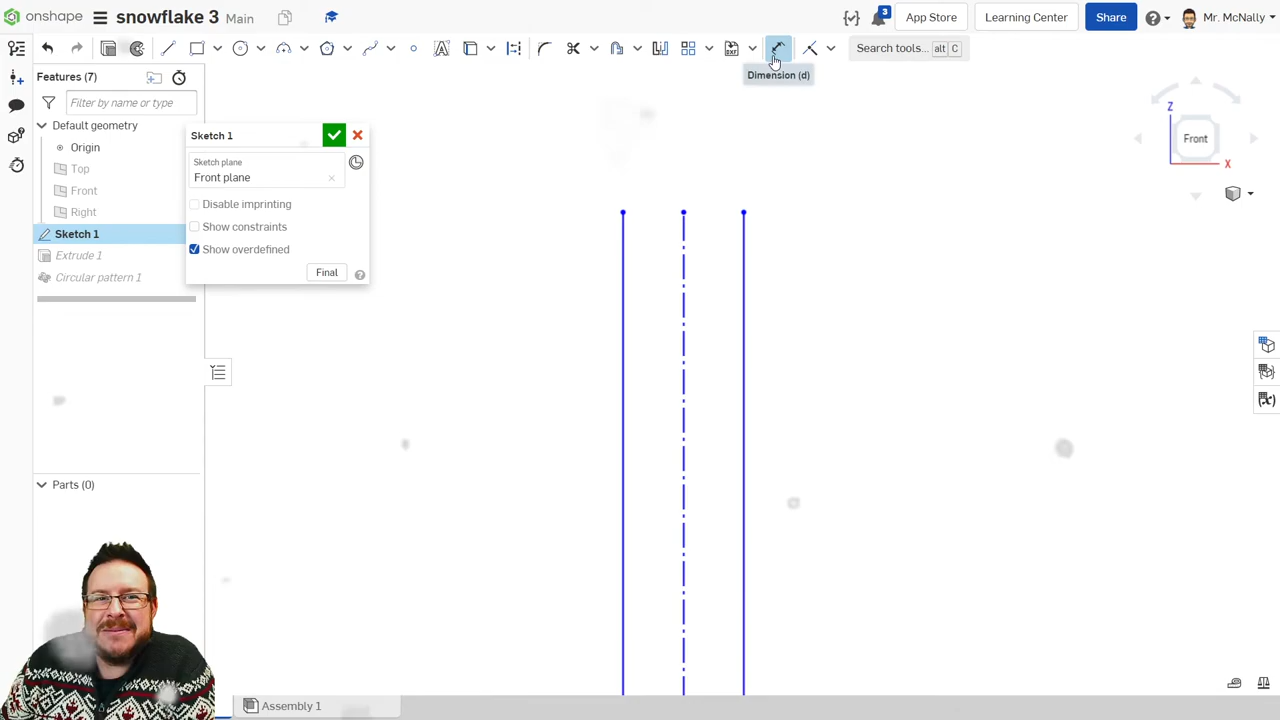 onshape
snowflake 3
Main
3
App Store
Learning Center
Share
Mr. McNally
Search tools...
alt
C
Dimension (d)
Features (7)
Filter by name or type
Default geometry
Origin
Top
Front
Right
Sketch 1
Extrude 1
Circular pattern 1
Sketch 1
Sketch plane
Front plane
Disable imprinting
Show constraints
Show overdefined
Final
Z
Front
X
Parts (0)
Assembly 1